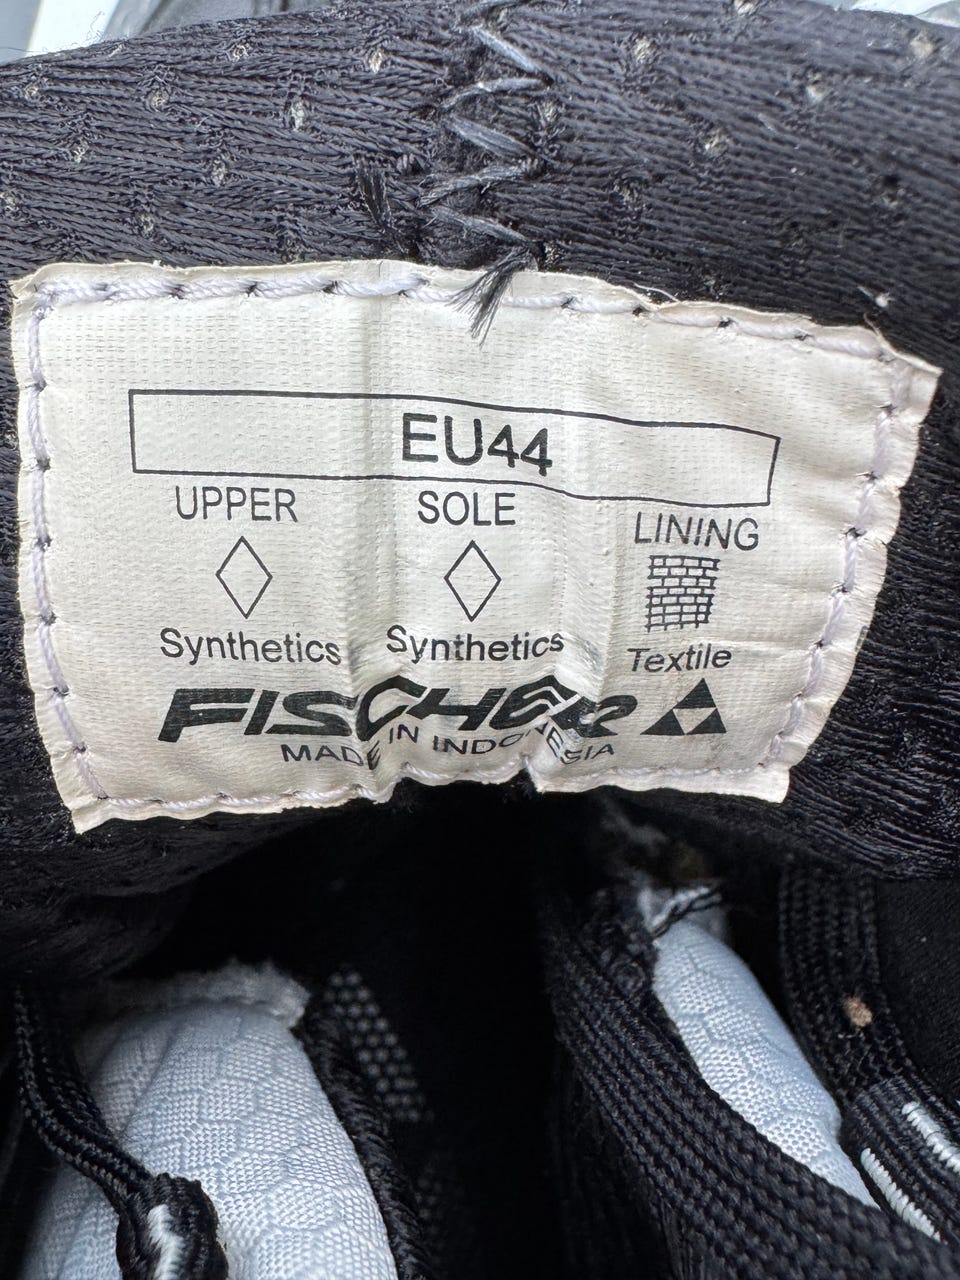 EU44
UPPER SOLE LINING
Synthetics Synthetics Textile
FISCHER
MADE IN INDONESIA